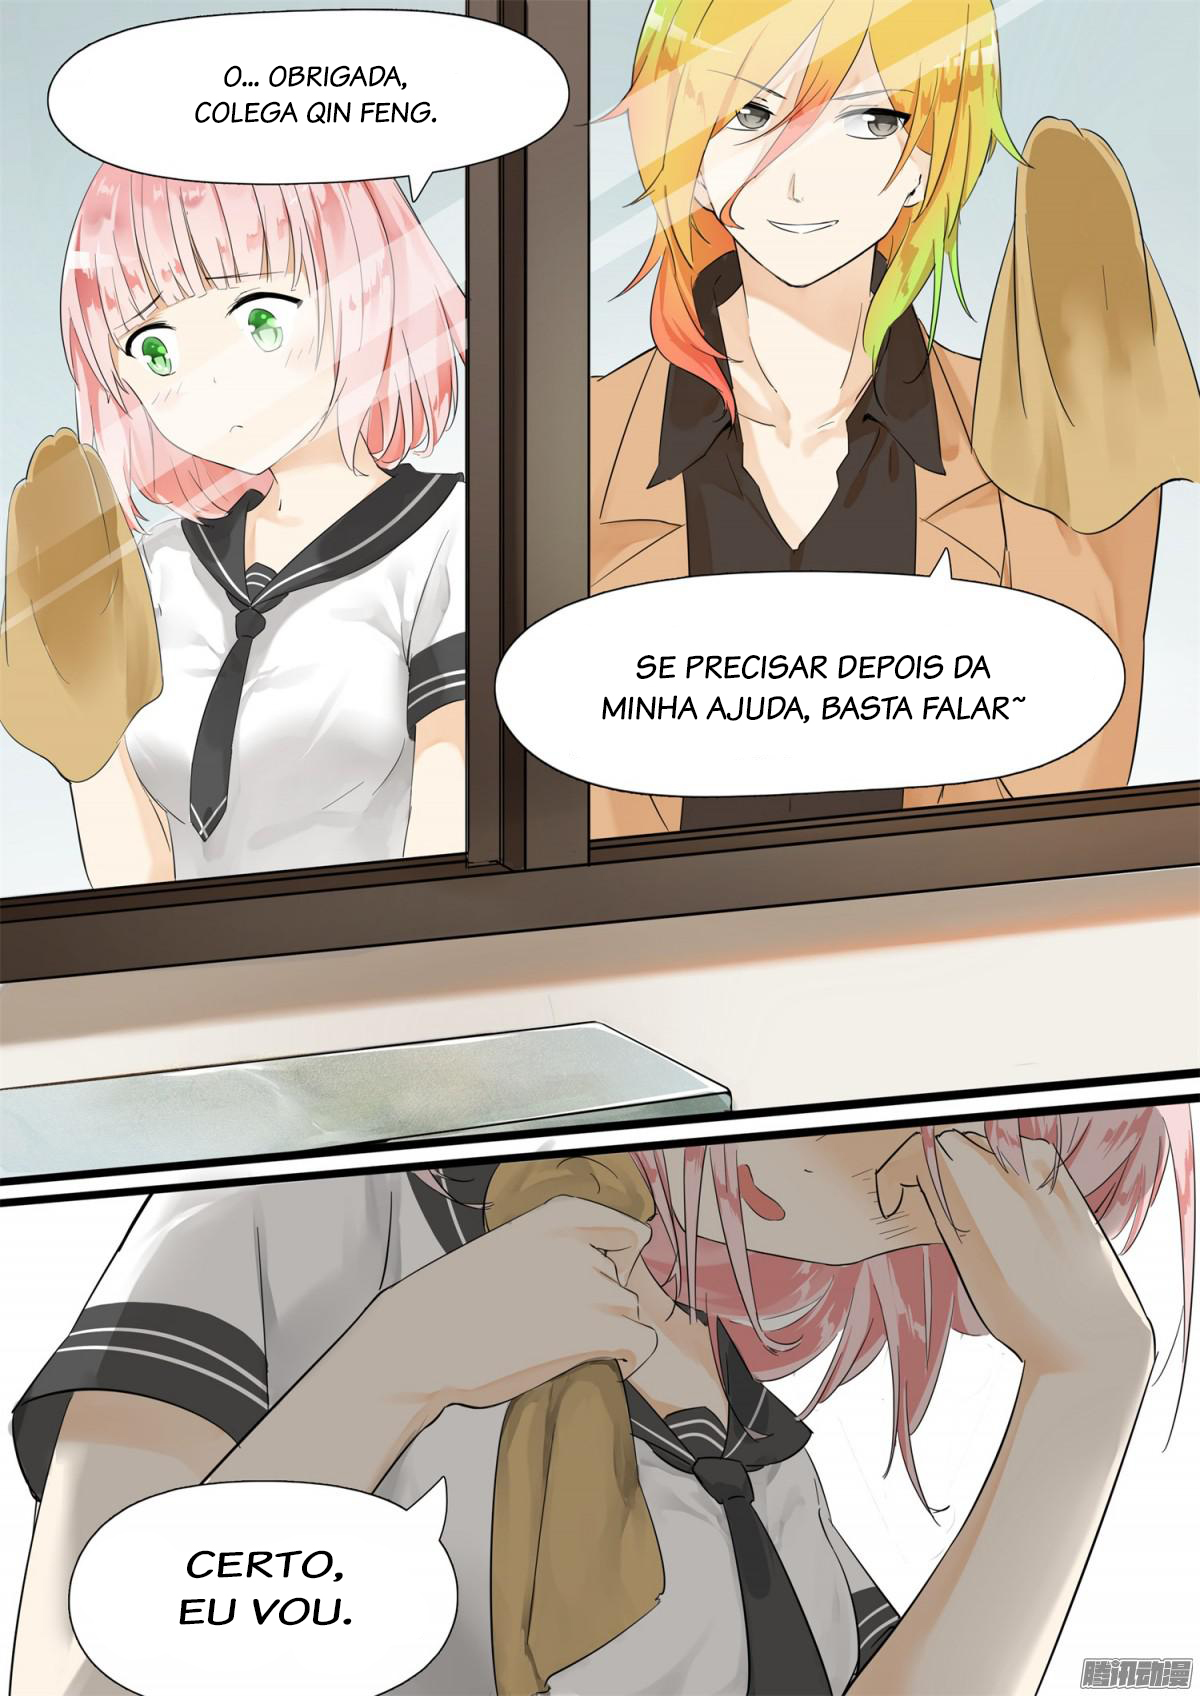 O... OBRIGADA,
COLEGA QIN FENG.
SE PRECISAR DEPOIS DA
MINHA AJUDA, BASTA FALAR~
CERTO,
EU VOU.
腾讯动漫